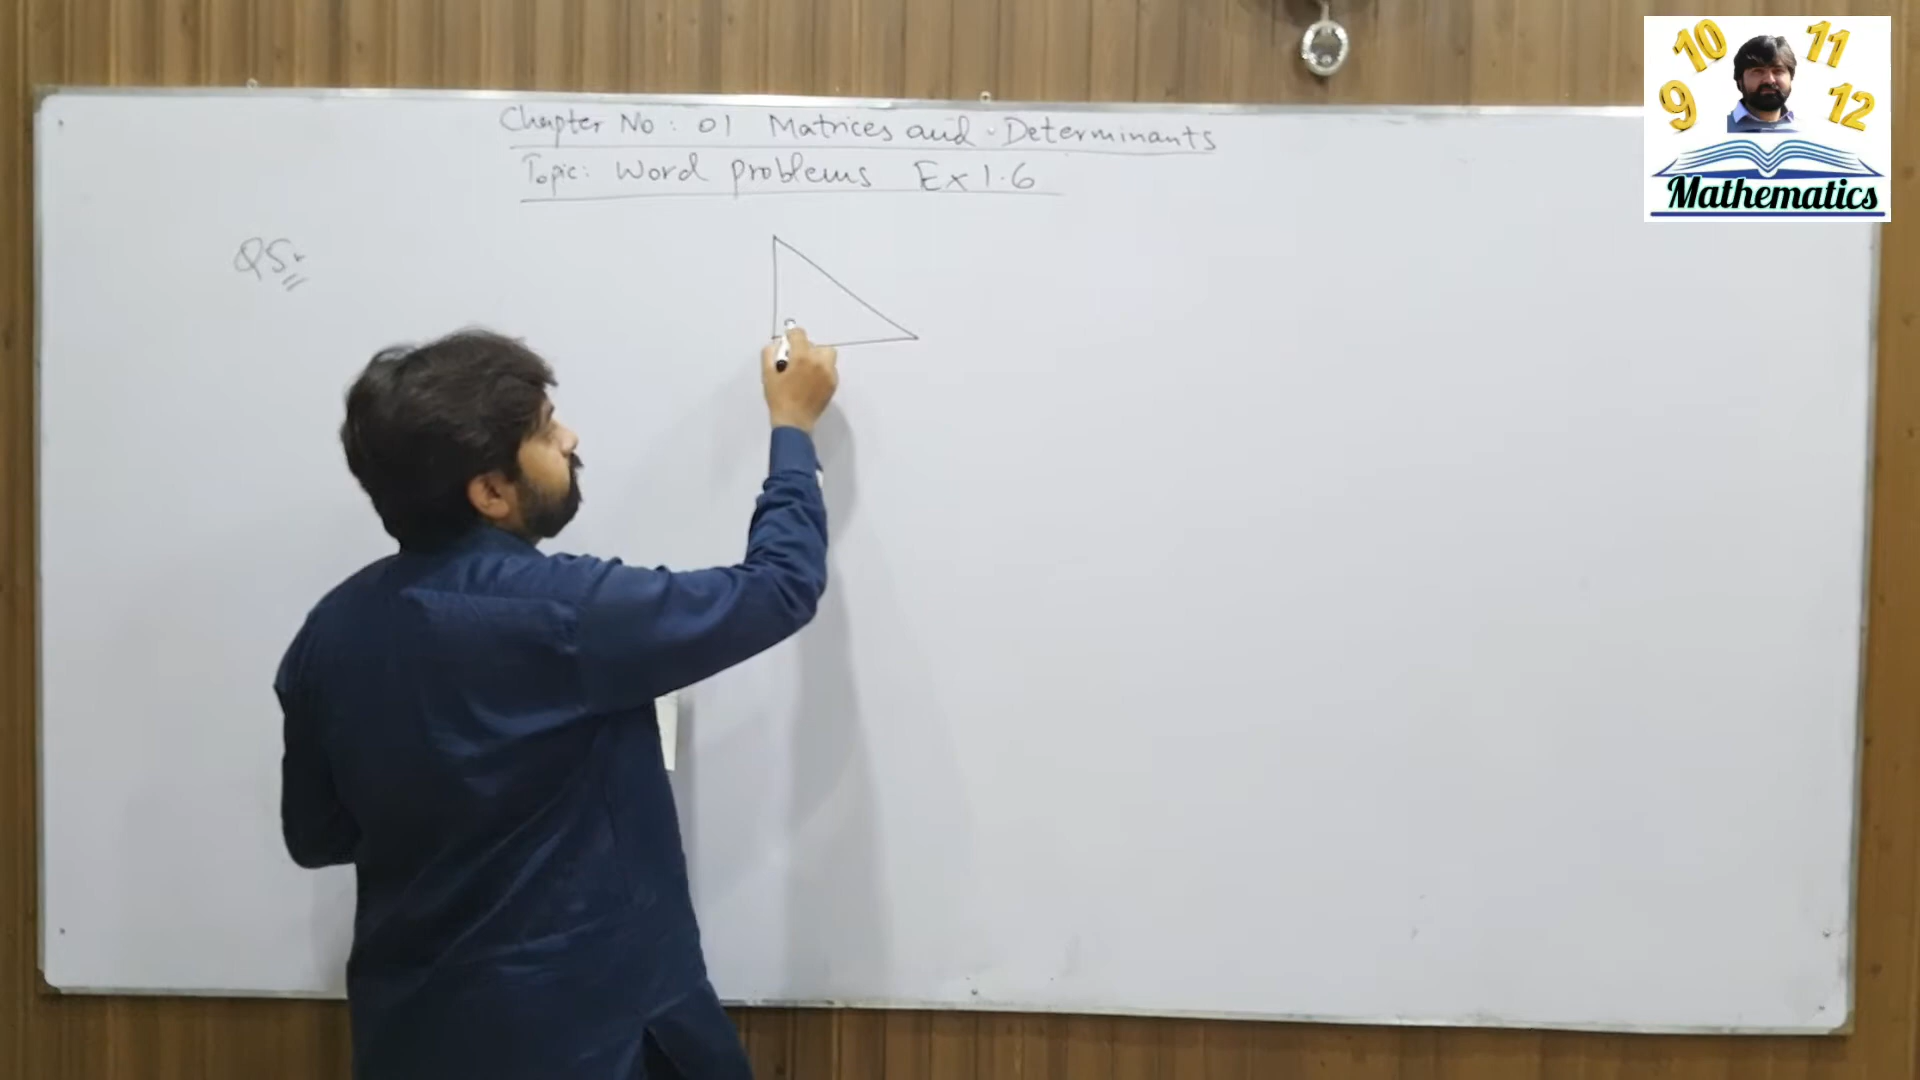 Chapter No: 01 Matrices and Determinants
Topic: Word problems Ex 1.6
Q5:
10 11
9 12
Mathematics